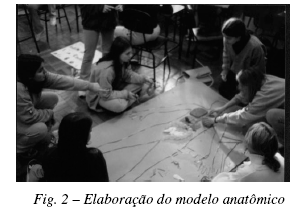 Fig. 2 – Elaboração do modelo anatômico